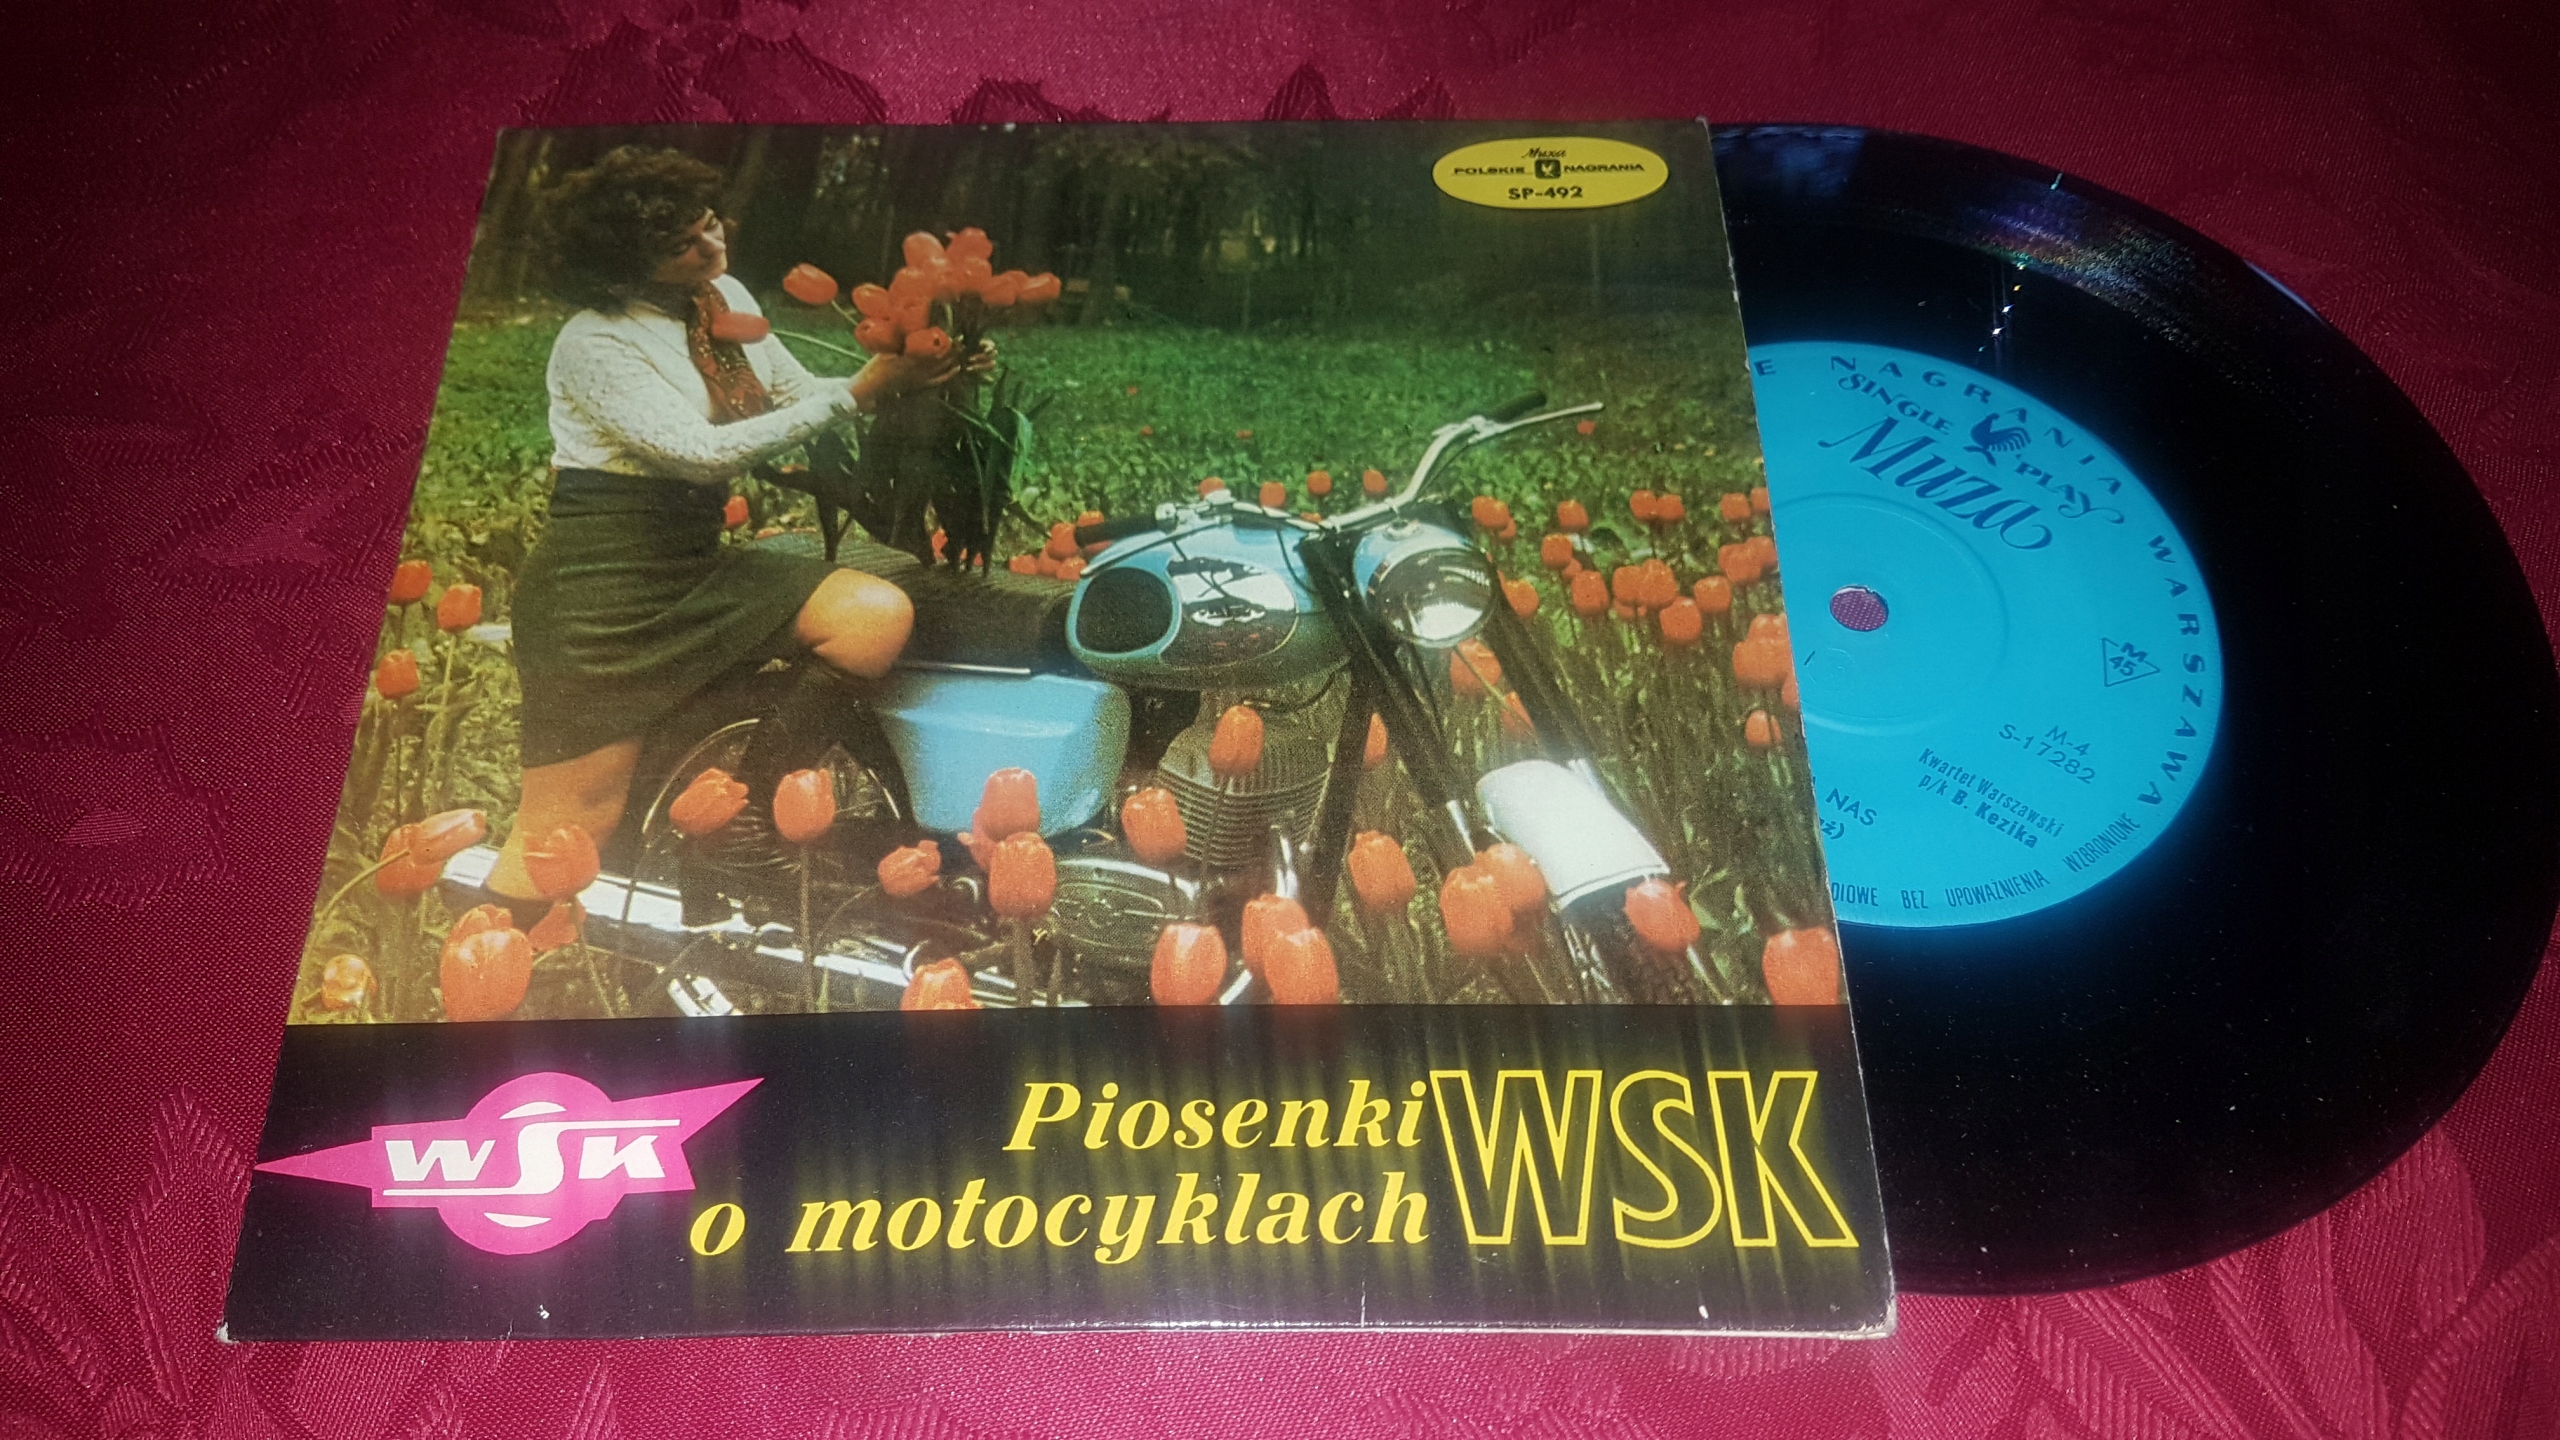 Muza
POLSKIE NAGRANIA
SP-492
WSK
Piosenki
o motocyklach
WSK
E NAGRANIA WARSZAWA
SINGLE PLAY
Muza
M
45
M-4
S-17282
Kwartet Warszawski
p/k B. Kezika
NAS
BEZ UPOWAŻNIENIA WZBRONIONE